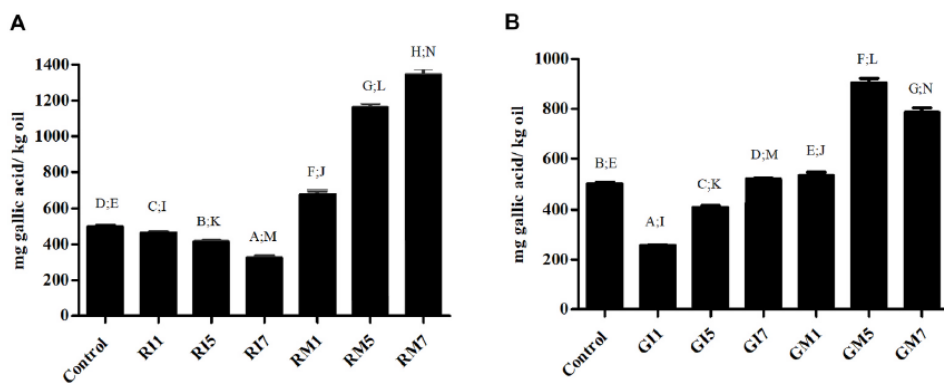 A
mg gallic acid/ kg oil
1400
1200
1000
800
600
400
200
0
D;E
C;I
B;K
A;M
F;J
G;L
H;N
Control
RI1
RI5
RI7
RM1
RM5
RM7
B
mg gallic acid/ kg oil
1000
800
600
400
200
0
B;E
A;I
C;K
D;M
E;J
F;L
G;N
Control
GI1
GI5
GI7
GM1
GM5
GM7